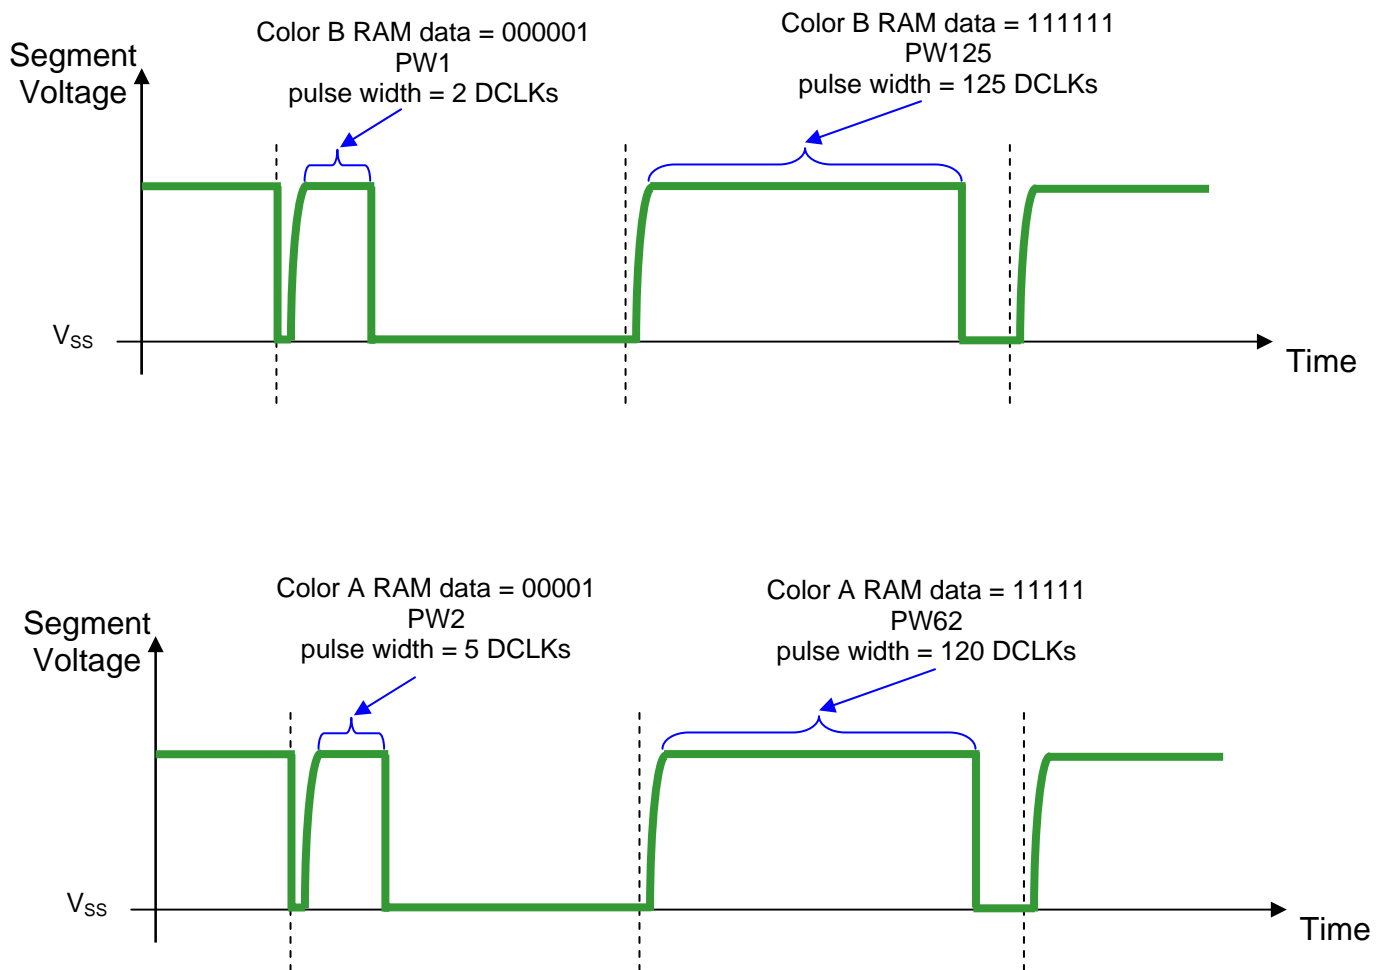 Color B RAM data = 000001
PW1
pulse width = 2 DCLKs
Color B RAM data = 111111
PW125
pulse width = 125 DCLKs
Segment
Voltage
VSS
Time
Color A RAM data = 00001
PW2
pulse width = 5 DCLKs
Color A RAM data = 11111
PW62
pulse width = 120 DCLKs
Segment
Voltage
VSS
Time